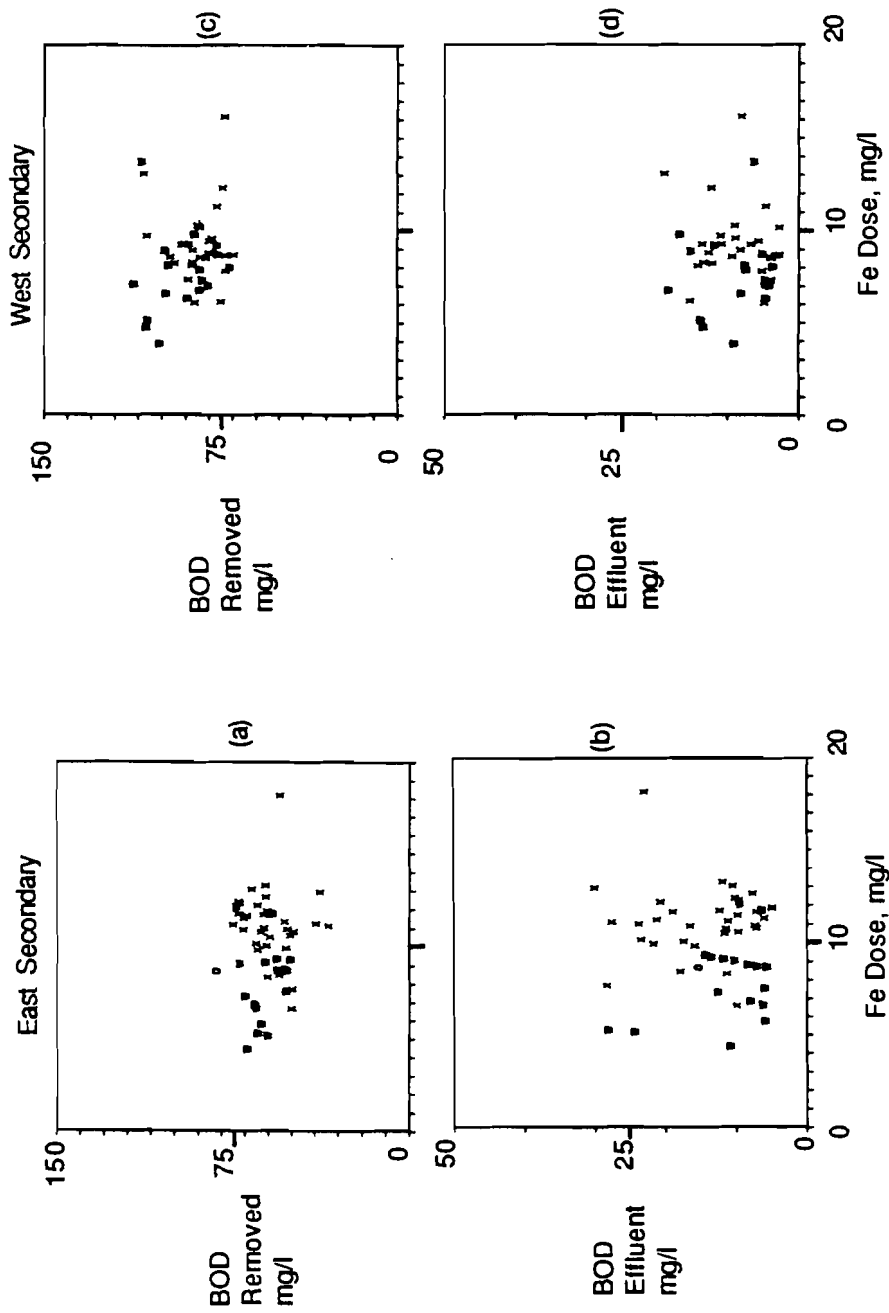 East Secondary
West Secondary
150
75
0
BOD
Removed
mg/l
(a)
150
75
0
BOD
Removed
mg/l
(c)
50
25
0
BOD
Effluent
mg/l
(b)
0
10
20
Fe Dose, mg/l
50
25
0
BOD
Effluent
mg/l
(d)
0
10
20
Fe Dose, mg/l